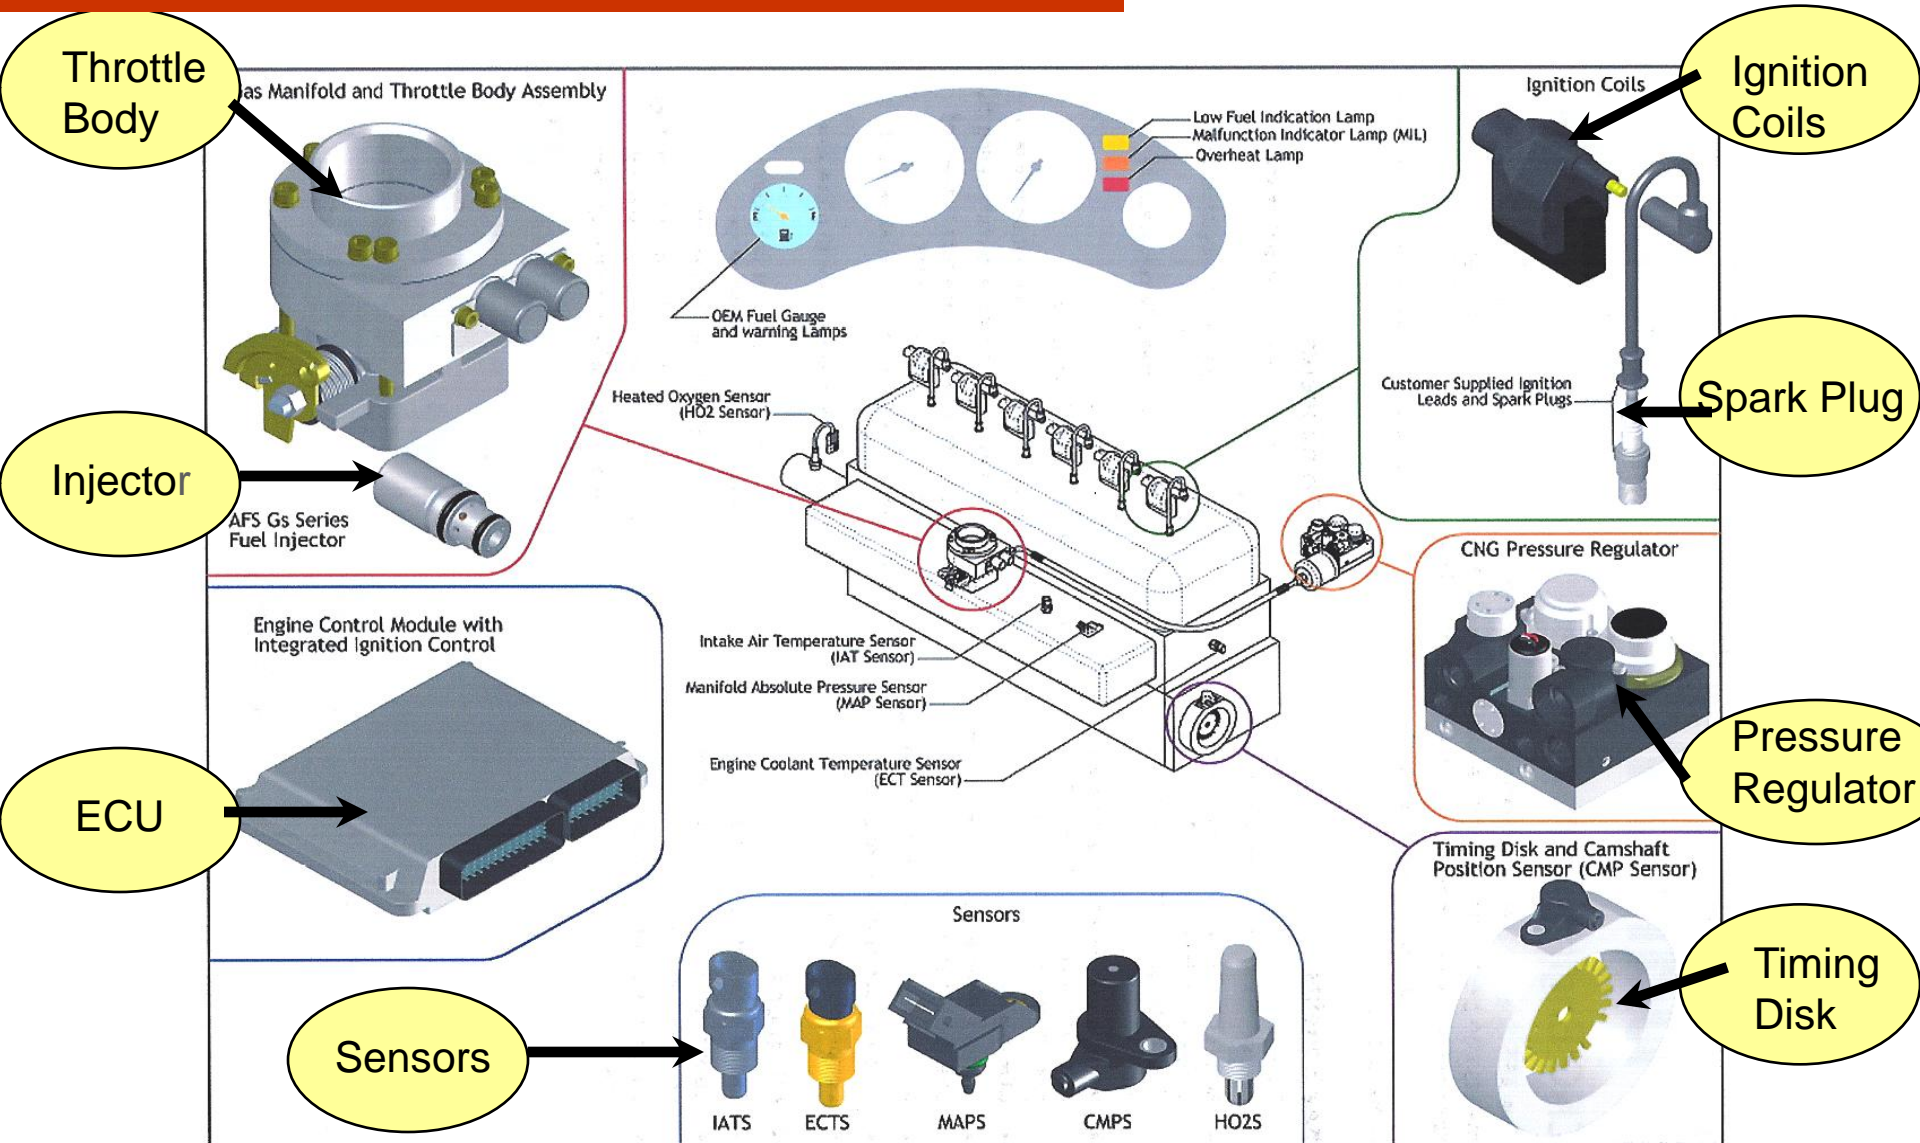 Throttle
Body
Gas Manifold and Throttle Body Assembly
Injector
AFS Gs Series
Fuel Injector
Low Fuel Indication Lamp
Malfunction Indicator Lamp (MIL)
Overheat Lamp
E
F
OEM Fuel Gauge
and warning Lamps
Ignition Coils
Ignition
Coils
Customer Supplied Ignition
Leads and Spark Plugs
Spark Plug
Heated Oxygen Sensor
(HO2 Sensor)
Intake Air Temperature Sensor
(IAT Sensor)
Manifold Absolute Pressure Sensor
(MAP Sensor)
Engine Coolant Temperature Sensor
(ECT Sensor)
CNG Pressure Regulator
Pressure
Regulator
Engine Control Module with
Integrated Ignition Control
ECU
Timing Disk and Camshaft
Position Sensor (CMP Sensor)
Timing
Disk
Sensors
Sensors
IATS
ECTS
MAPS
CMPS
HO2S